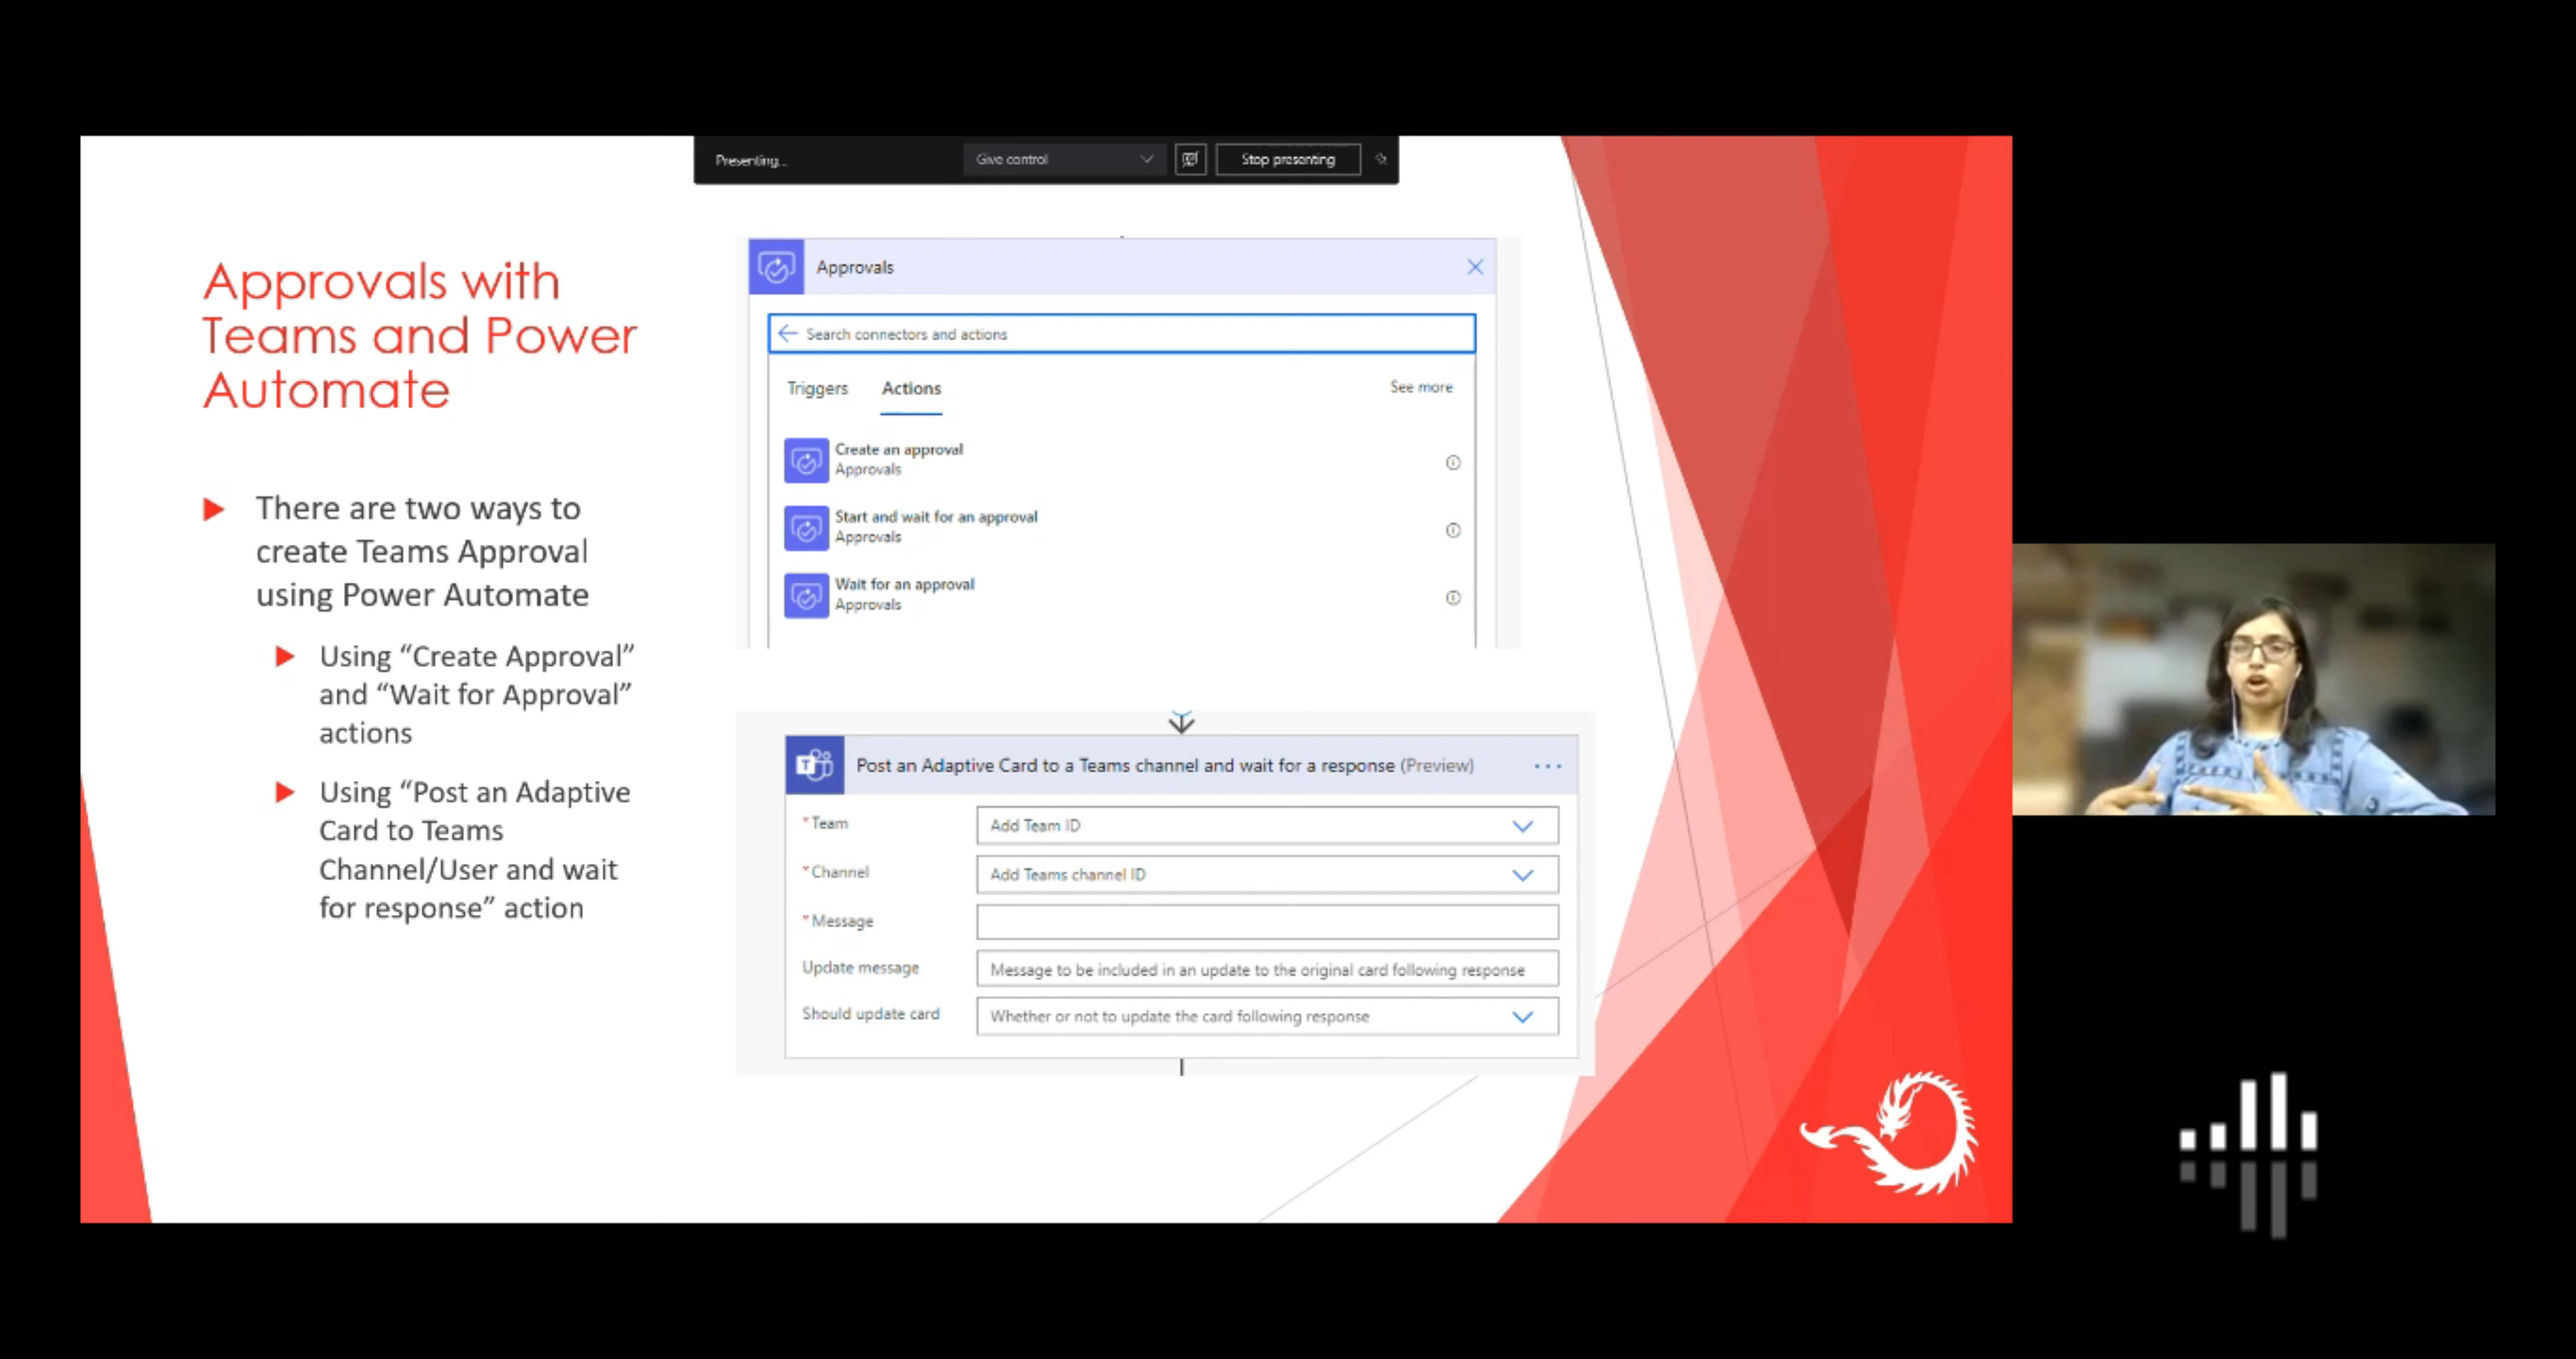 Presenting...
Give control
Stop presenting
Approvals with
Teams and Power
Automate
There are two ways to
create Teams Approval
using Power Automate
Using “Create Approval”
and “Wait for Approval”
actions
Using “Post an Adaptive
Card to Teams
Channel/User and wait
for response” action
Approvals
Search connectors and actions
Triggers Actions See more
Create an approval
Approvals
Start and wait for an approval
Approvals
Wait for an approval
Approvals
Post an Adaptive Card to a Teams channel and wait for a response (Preview)
* Team Add Team ID
* Channel Add Teams channel ID
* Message
Update message Message to be included in an update to the original card following response
Should update card Whether or not to update the card following response